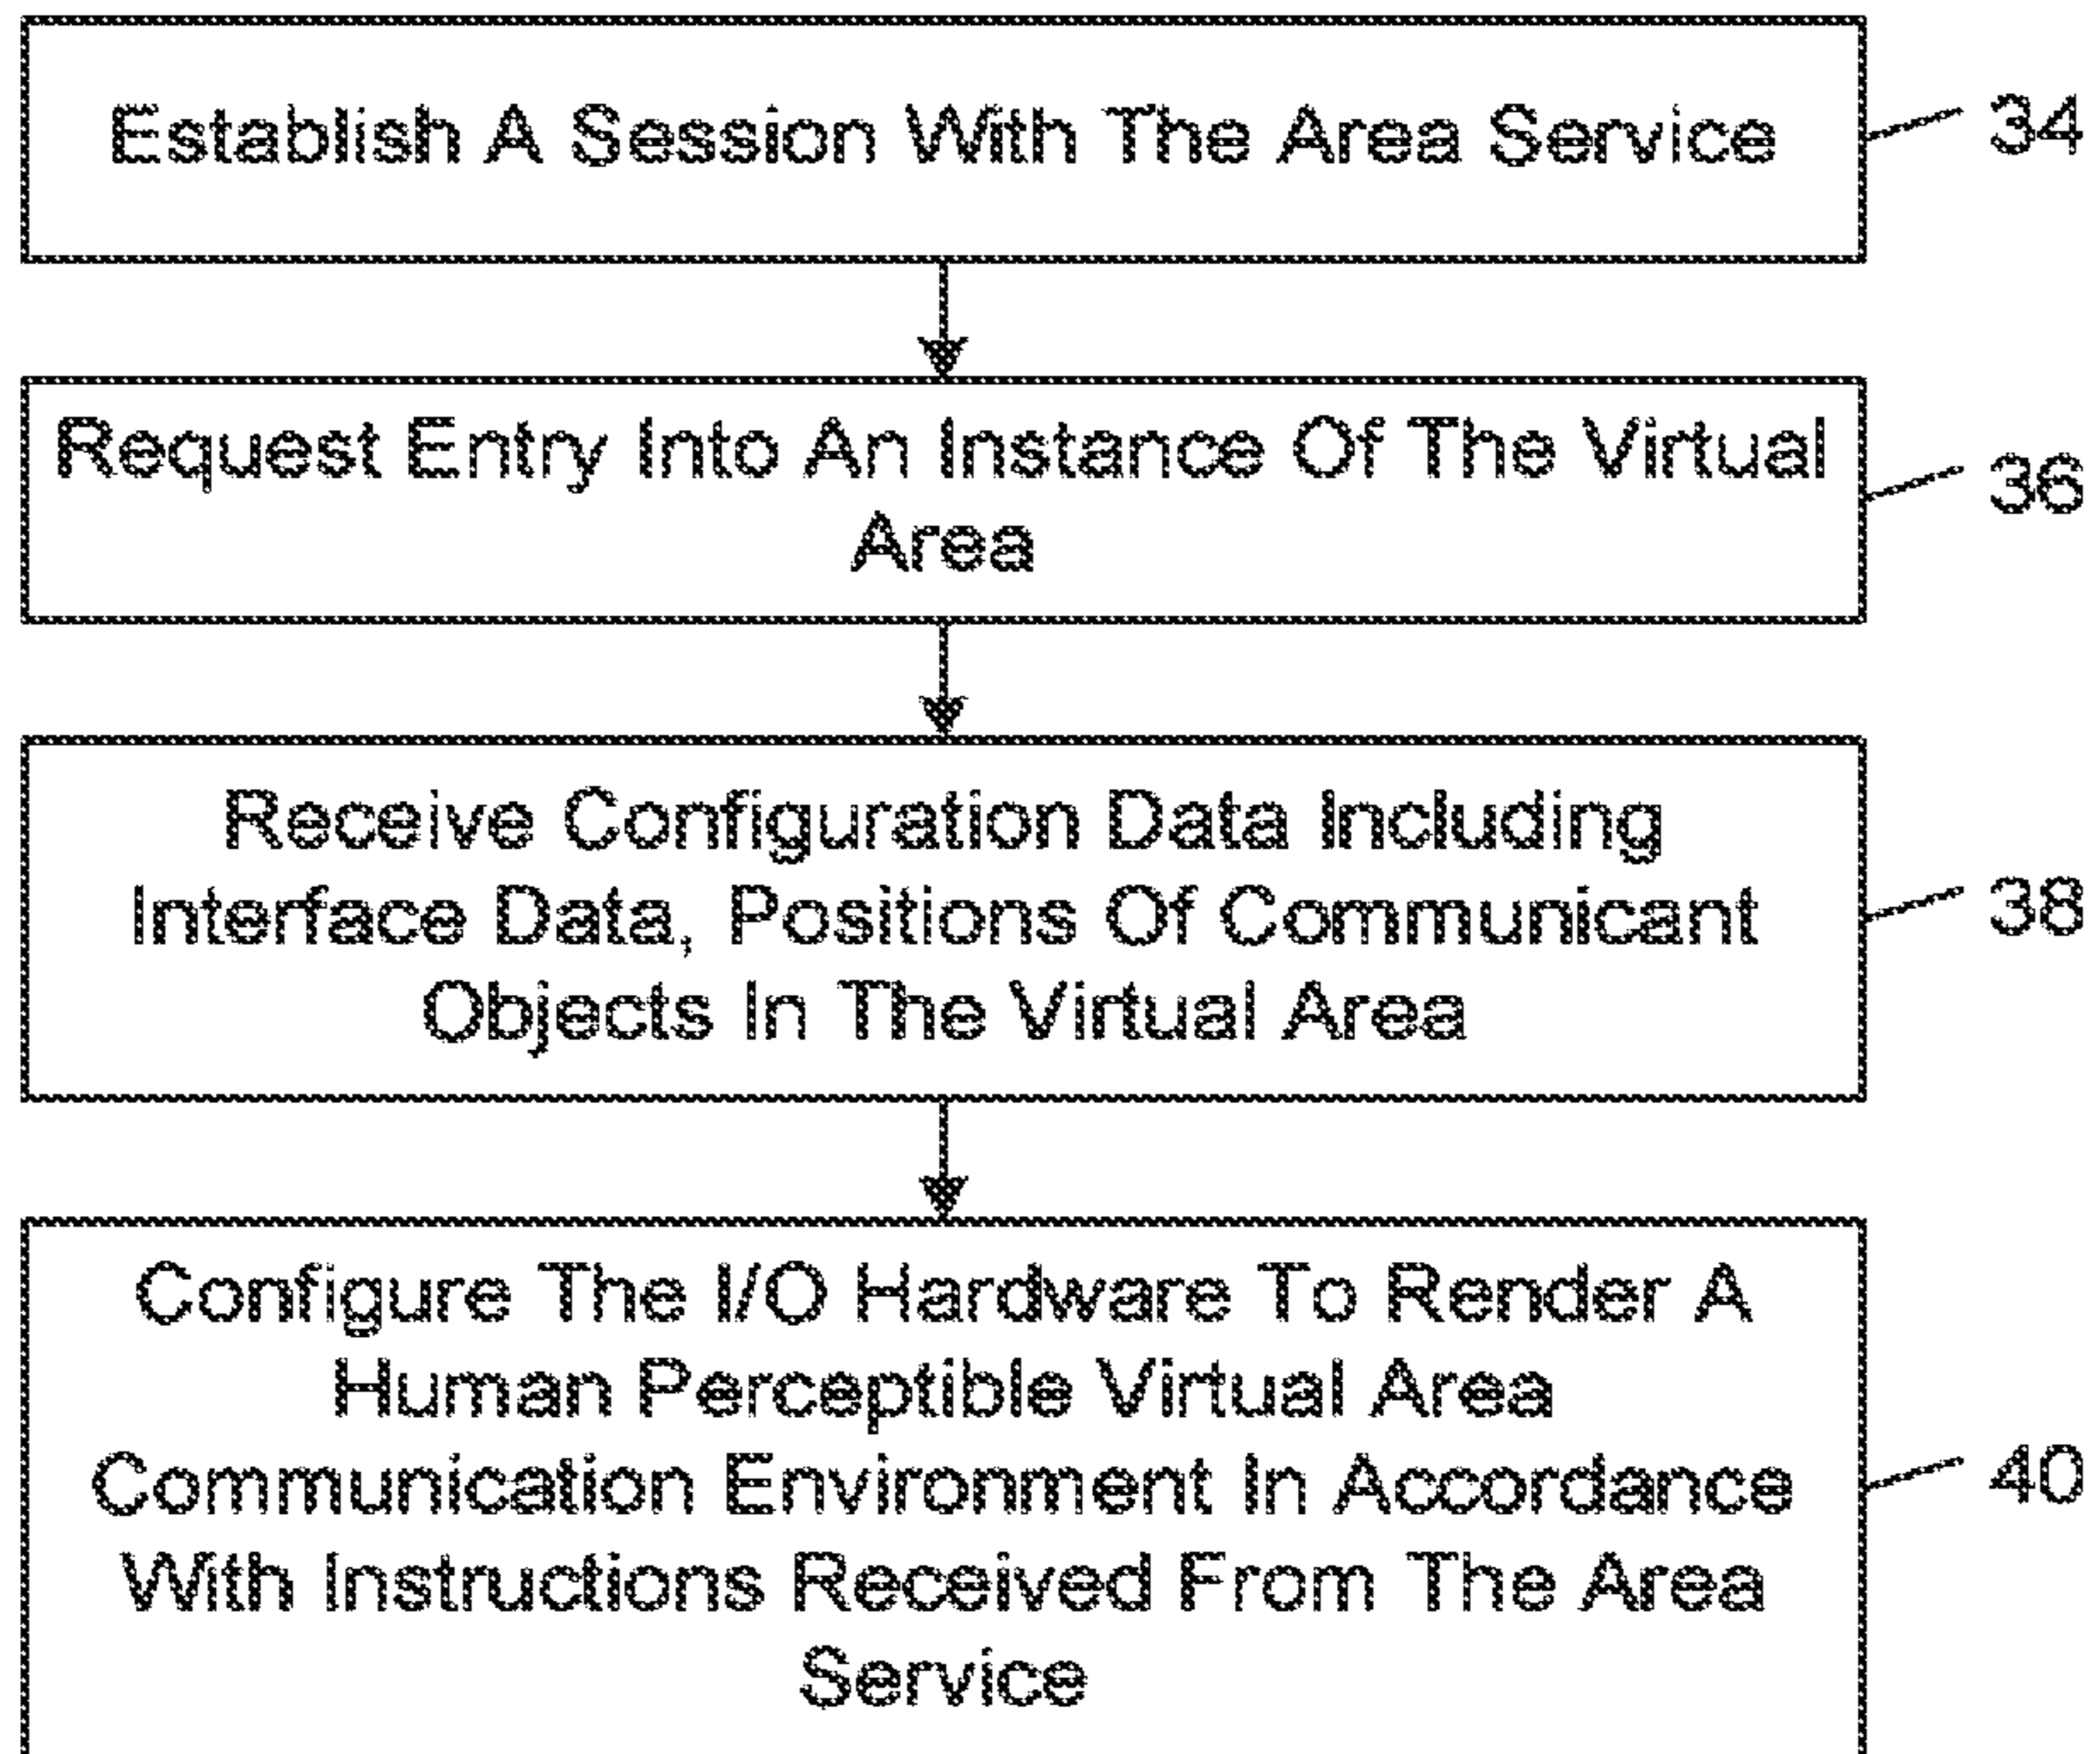 Establish A Session With The Area Service
34
Request Entry Into An Instance Of The Virtual
Area
36
Receive Configuration Data Including
Interface Data, Positions Of Communicant
Objects In The Virtual Area
38
Configure The I/O Hardware To Render A
Human Perceptible Virtual Area
Communication Environment In Accordance
With Instructions Received From The Area
Service
40